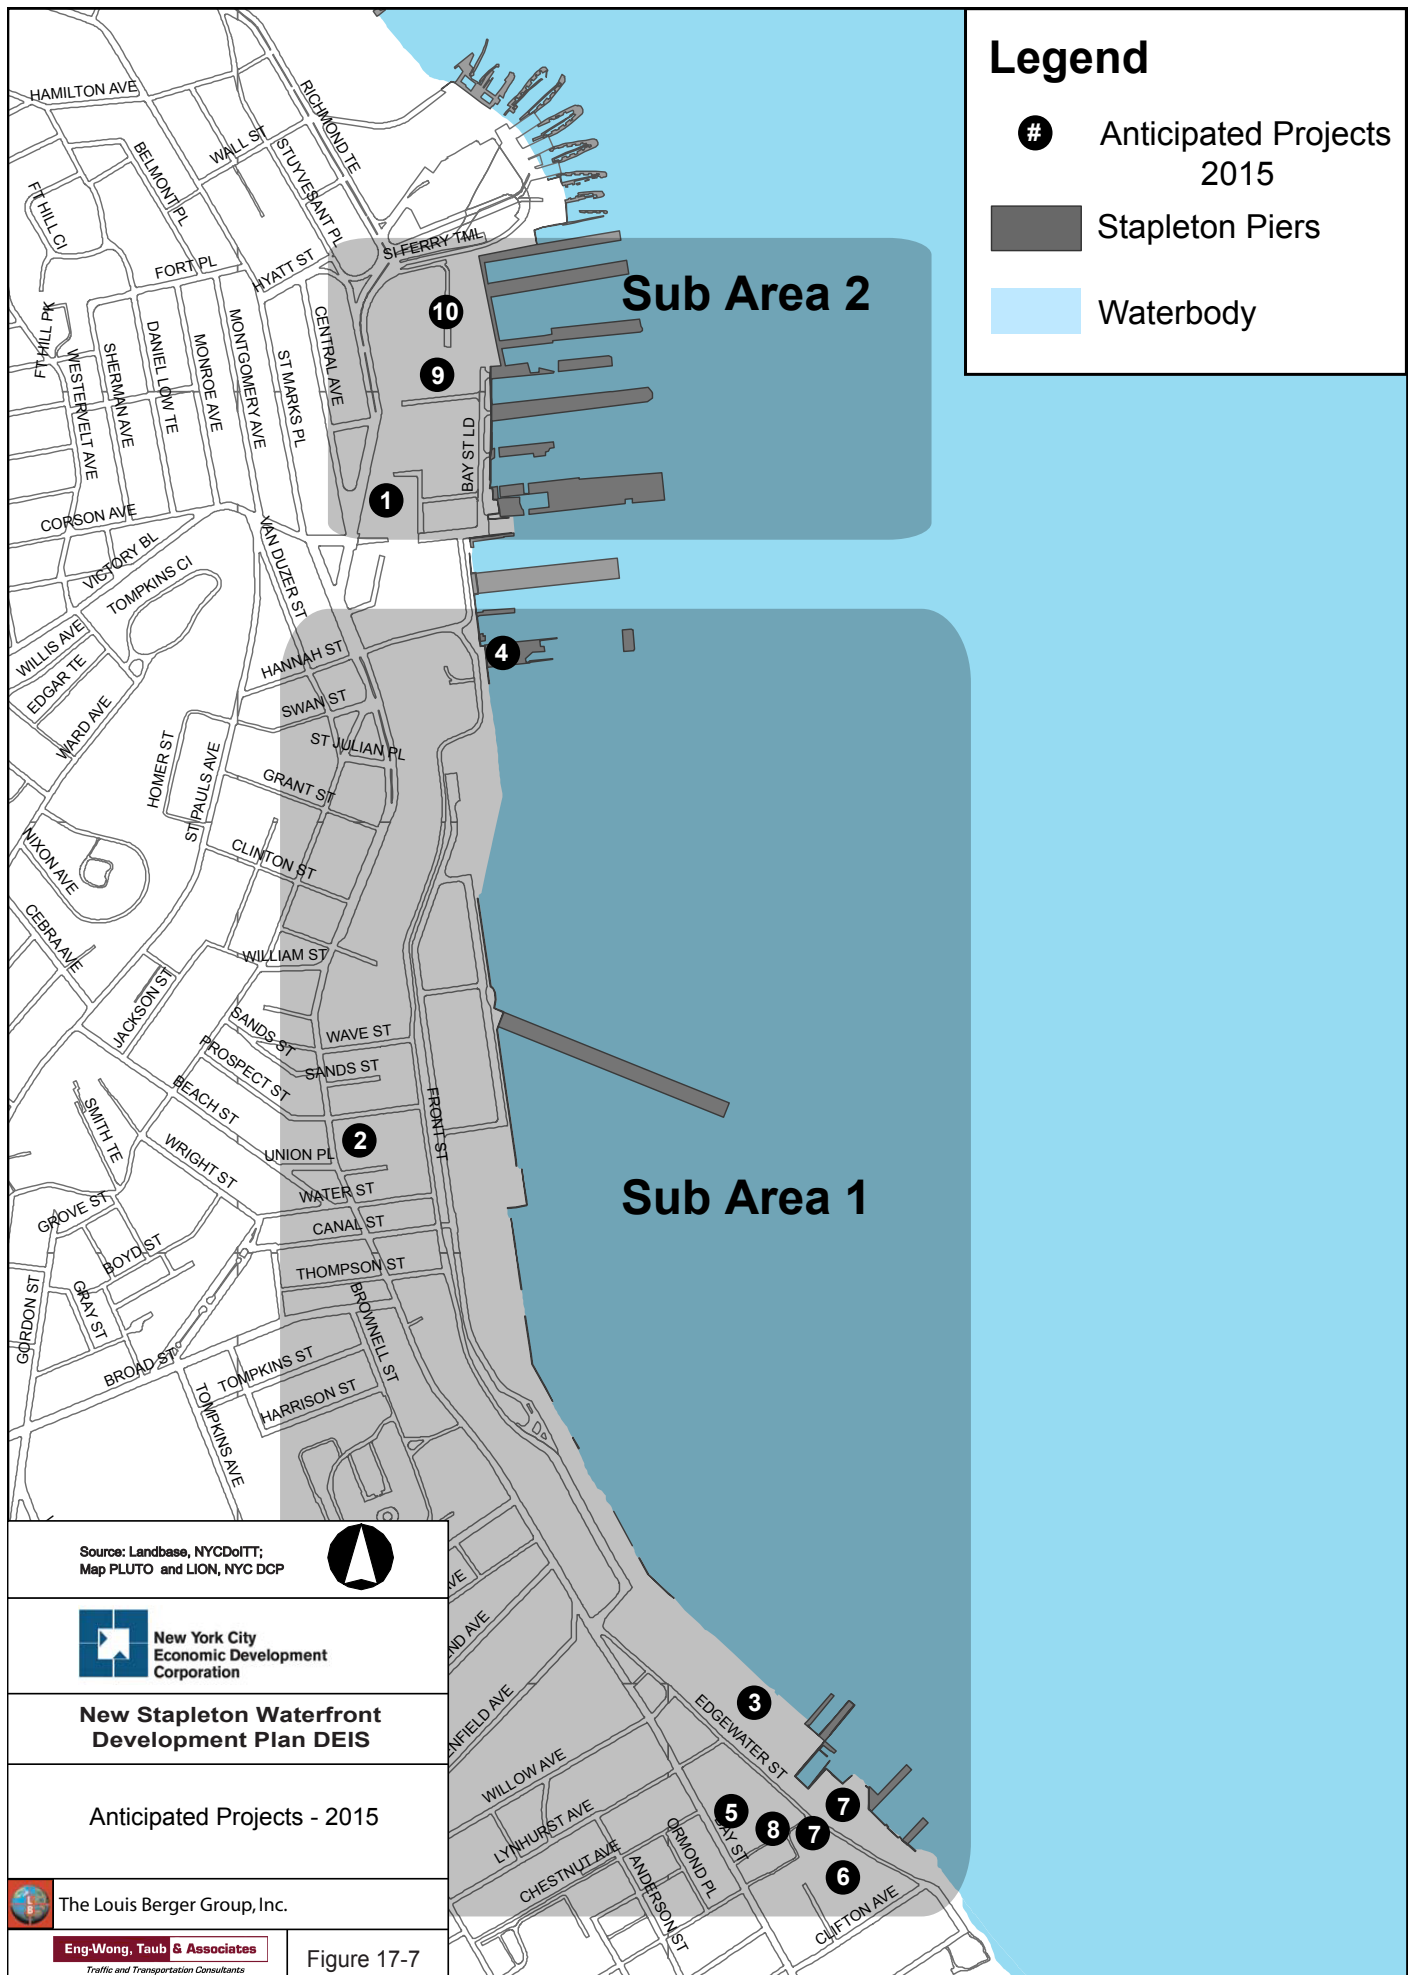 Legend
#
Anticipated Projects
2015
Stapleton Piers
Waterbody
HAMILTON AVE
RICHMOND TE
WALL ST
STUYVESANT PL
BELMONT PL
FT HILL CI
SI FERRY TML
FORT PL
HYATT ST
Sub Area 2
10
FT HILL PK
WESTERVELT AVE
SHERMAN AVE
DANIEL LOW TE
MONROE AVE
MONTGOMERY AVE
ST MARKS PL
CENTRAL AVE
9
BAY ST LD
1
CORSON AVE
VICTORY BL
VAN DUZER ST
TOMPKINS CI
WILLIS AVE
EDGAR TE
WARD AVE
HANNAH ST
4
SWAN ST
ST JULIAN PL
HOMER ST
ST PAULS AVE
GRANT ST
NIXON AVE
CLINTON ST
CEBRA AVE
WILLIAM ST
JACKSON ST
SANDS ST
WAVE ST
PROSPECT ST
SANDS ST
BEACH ST
FRONT ST
SMITH TE
WRIGHT ST
2
UNION PL
WATER ST
Sub Area 1
GROVE ST
CANAL ST
BOYD ST
THOMPSON ST
GORDON ST
GRAY ST
BROWNELL ST
BROAD ST
TOMPKINS ST
HARRISON ST
TOMPKINS AVE
Source: Landbase, NYCDoITT;
Map PLUTO and LION, NYC DCP
VE
ND AVE
New York City
Economic Development
Corporation
ENFIELD AVE
EDGEWATER ST
3
New Stapleton Waterfront
Development Plan DEIS
WILLOW AVE
LYNHURST AVE
CHESTNUT AVE
ORMOND PL
ANDERSON ST
BAY ST
5
8
7
7
6
CLIFTON AVE
Anticipated Projects - 2015
The Louis Berger Group, Inc.
Eng-Wong, Taub & Associates
Traffic and Transportation Consultants
Figure 17-7